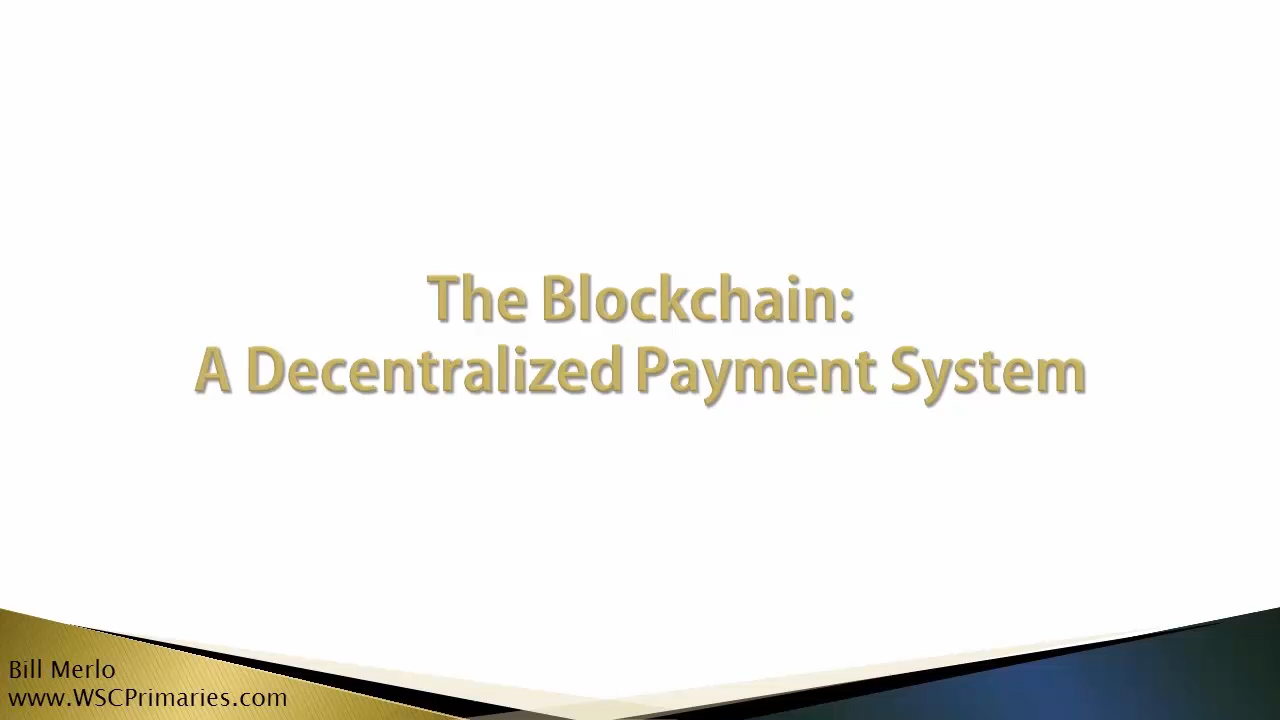 The Blockchain:
A Decentralized Payment System
Bill Merlo
www.WSCPrimaries.com